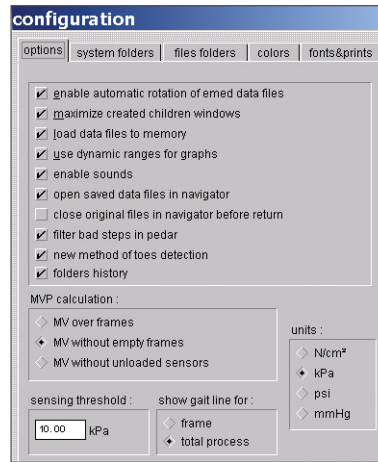 configuration
options
system folders
files folders
colors
fonts&prints
enable automatic rotation of emed data files
maximize created children windows
load data files to memory
use dynamic ranges for graphs
enable sounds
open saved data files in navigator
close original files in navigator before return
filter bad steps in pedar
new method of toes detection
folders history
MVP calculation :
MV over frames
MV without empty frames
MV without unloaded sensors
units :
N/cm²
kPa
psi
mmHg
sensing threshold :
10.00 kPa
show gait line for :
frame
total process